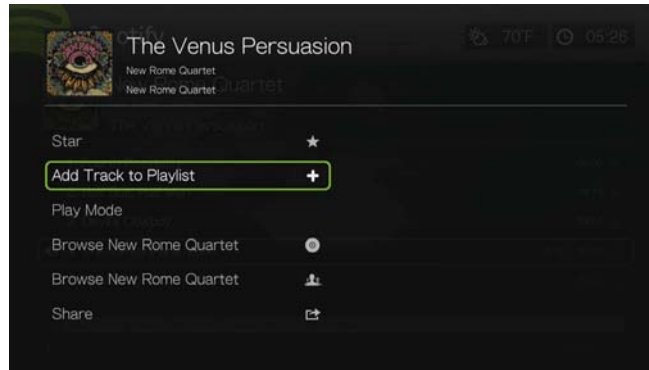 otify
70°F
05:26
The Venus Persuasion
New Rome Quartet
New Rome Quartet
Star
Add Track to Playlist
Play Mode
Browse New Rome Quartet
Browse New Rome Quartet
Share